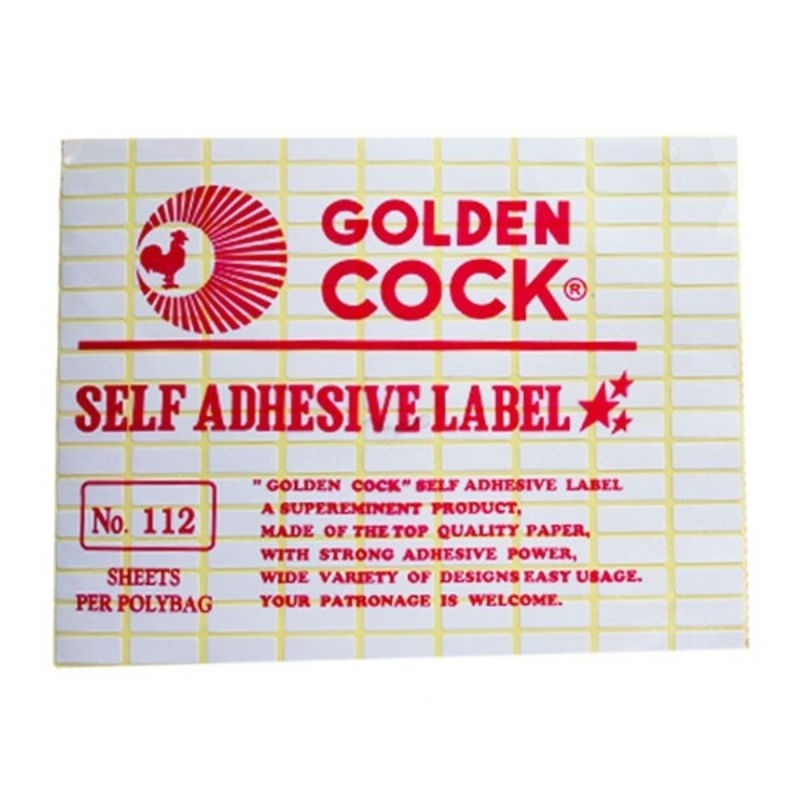 GOLDEN
COCK®
SELF ADHESIVE LABEL
No. 112
SHEETS
PER POLYBAG
" GOLDEN COCK" SELF ADHESIVE LABEL
A SUPEREMINENT PRODUCT,
MADE OF THE TOP QUALITY PAPER,
WITH STRONG ADHESIVE POWER,
WIDE VARIETY OF DESIGNS EASY USAGE.
YOUR PATRONAGE IS WELCOME.